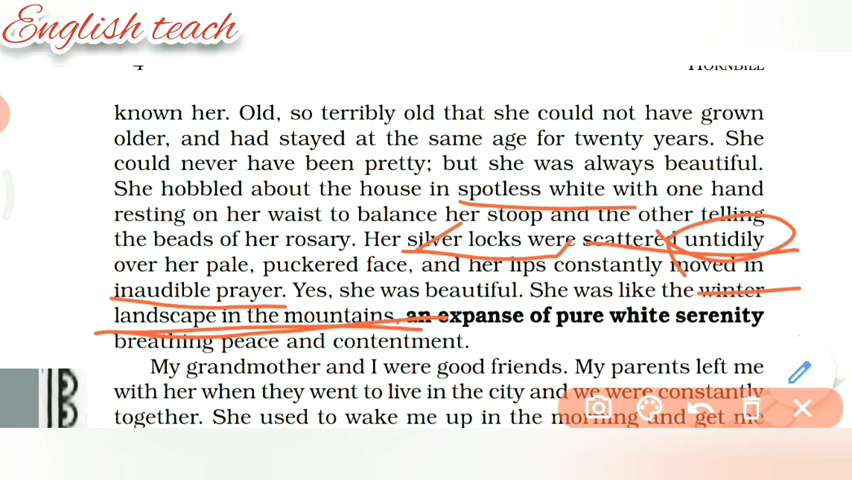 English teach
4 HORNBILL
known her. Old, so terribly old that she could not have grown
older, and had stayed at the same age for twenty years. She
could never have been pretty; but she was always beautiful.
She hobbled about the house in spotless white with one hand
resting on her waist to balance her stoop and the other telling
the beads of her rosary. Her silver locks were scattered untidily
over her pale, puckered face, and her lips constantly moved in
inaudible prayer. Yes, she was beautiful. She was like the winter
landscape in the mountains, an expanse of pure white serenity
breathing peace and contentment.
My grandmother and I were good friends. My parents left me
with her when they went to live in the city and we were constantly
together. She used to wake me up in the morning and get me